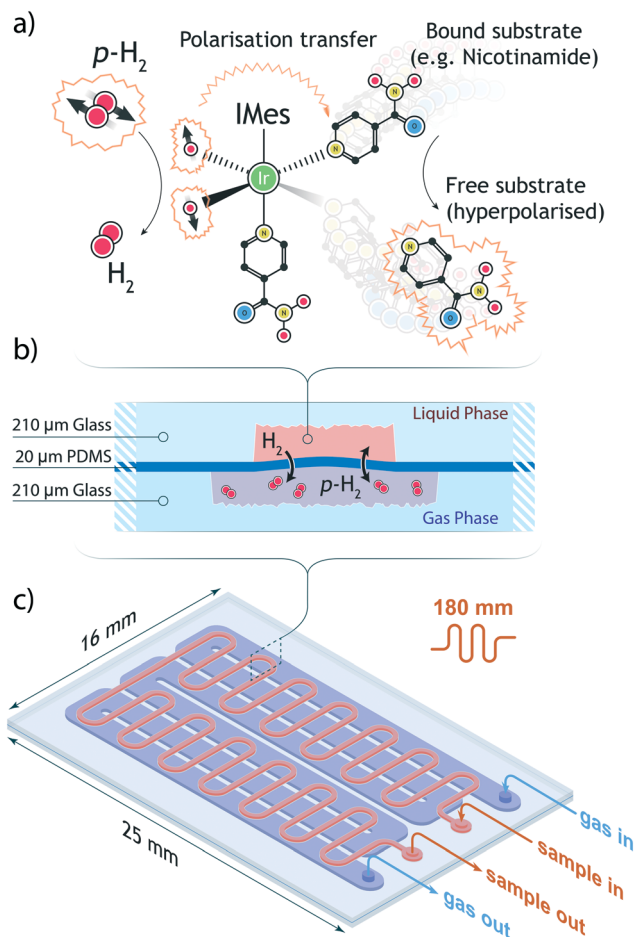 a)
p-H₂
Polarisation transfer
Bound substrate
(e.g. Nicotinamide)
IMes
N
O
N
Ir
Free substrate
(hyperpolarised)
H₂
N
N
O
N
N
O
b)
210 µm Glass
20 µm PDMS
210 µm Glass
Liquid Phase
H₂
p-H₂
Gas Phase
c)
180 mm
16 mm
25 mm
gas in
sample in
sample out
gas out